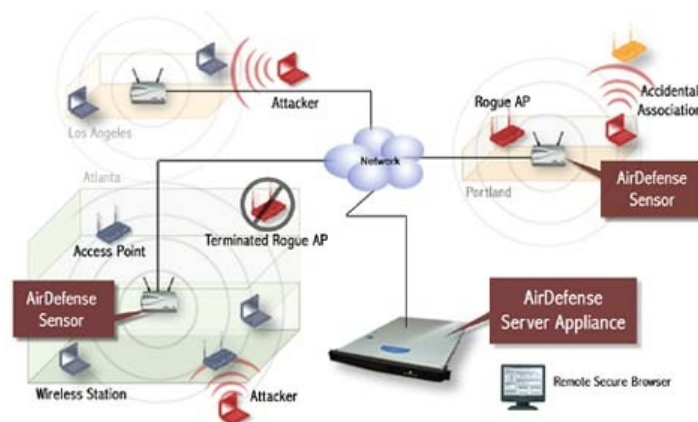 Attacker
Los Angeles
Rogue AP
Accidental
Association
Network
Portland
AirDefense
Sensor
Atlanta
Access Point
Terminated Rogue AP
AirDefense
Sensor
AirDefense
Server Appliance
Wireless Station
Attacker
Remote Secure Browser